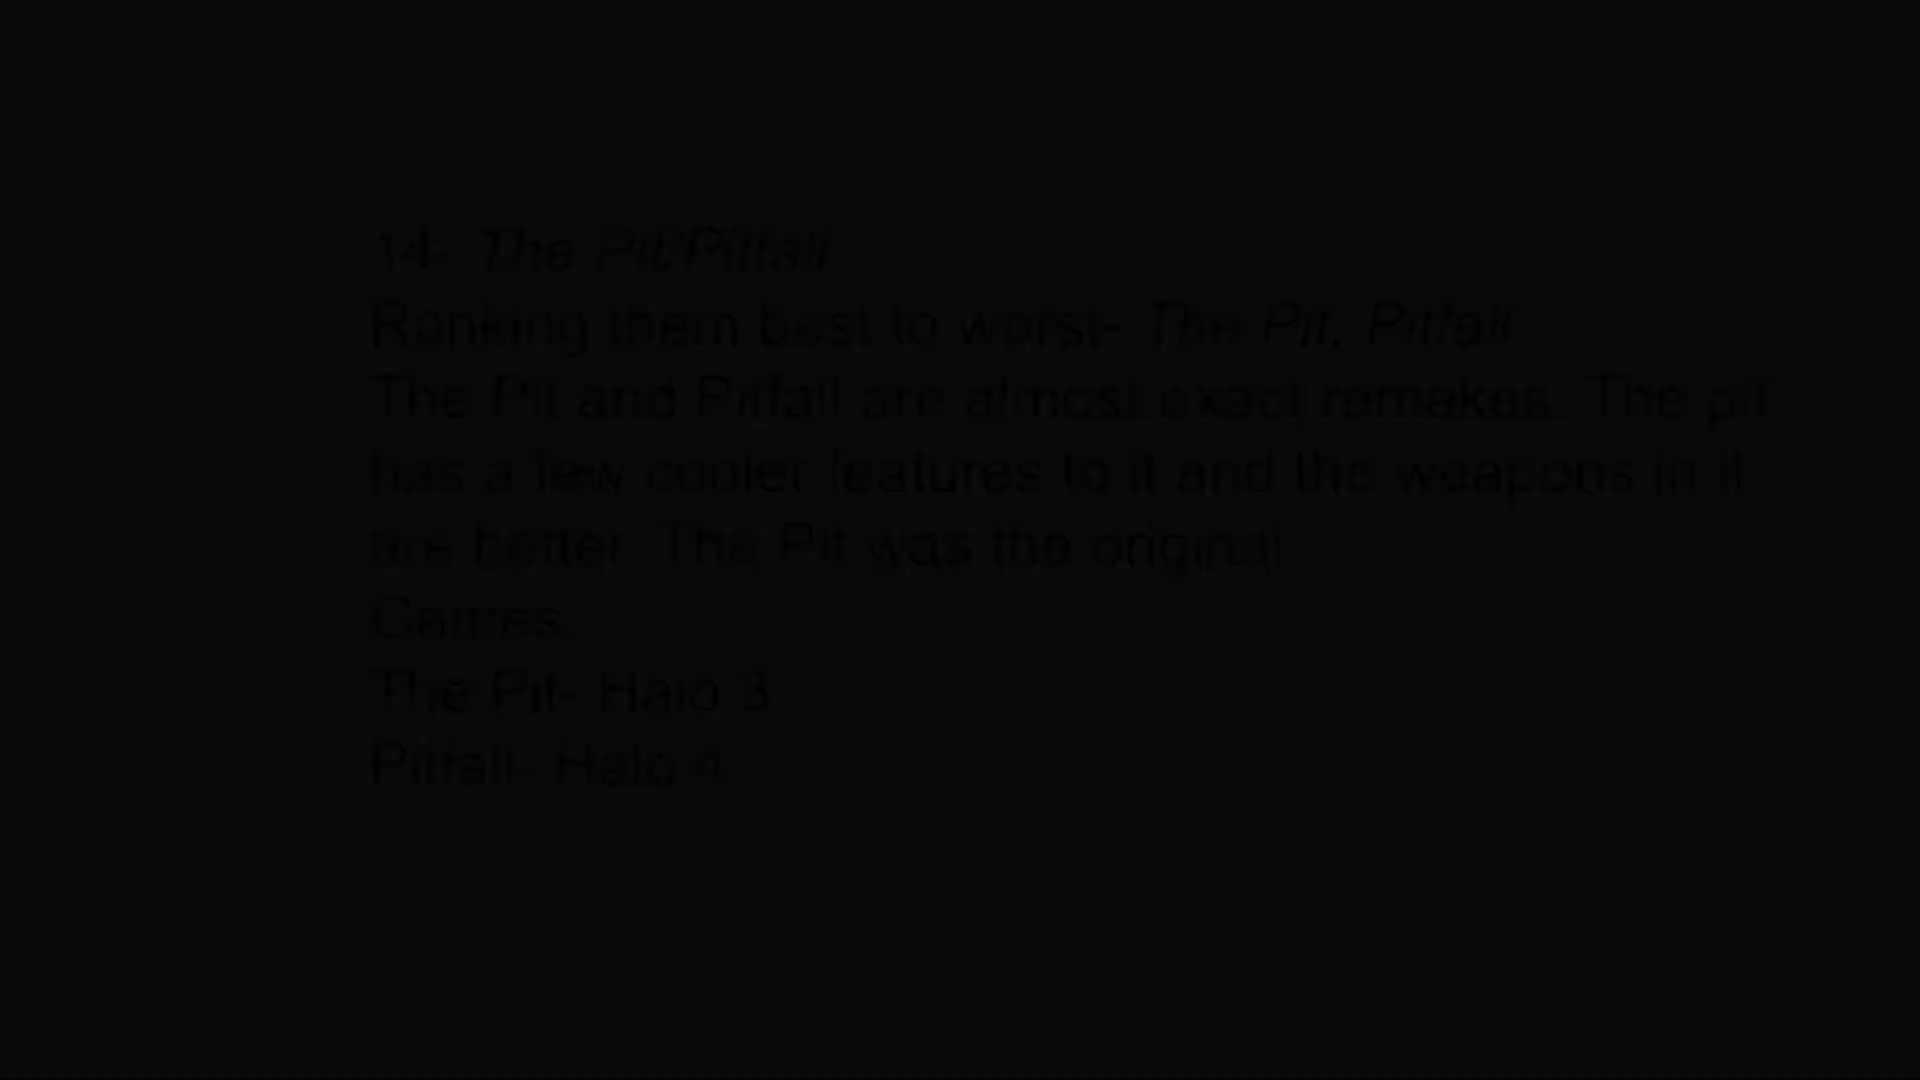 14- The Pit/Pitfall
Ranking them best to worst- The Pit, Pitfall
The Pit and Pitfall are almost exact remakes. The pit
has a few cooler features to it and the weapons in it
are better. The Pit was the original
Games.
The Pit- Halo 3
Pitfall- Halo 4